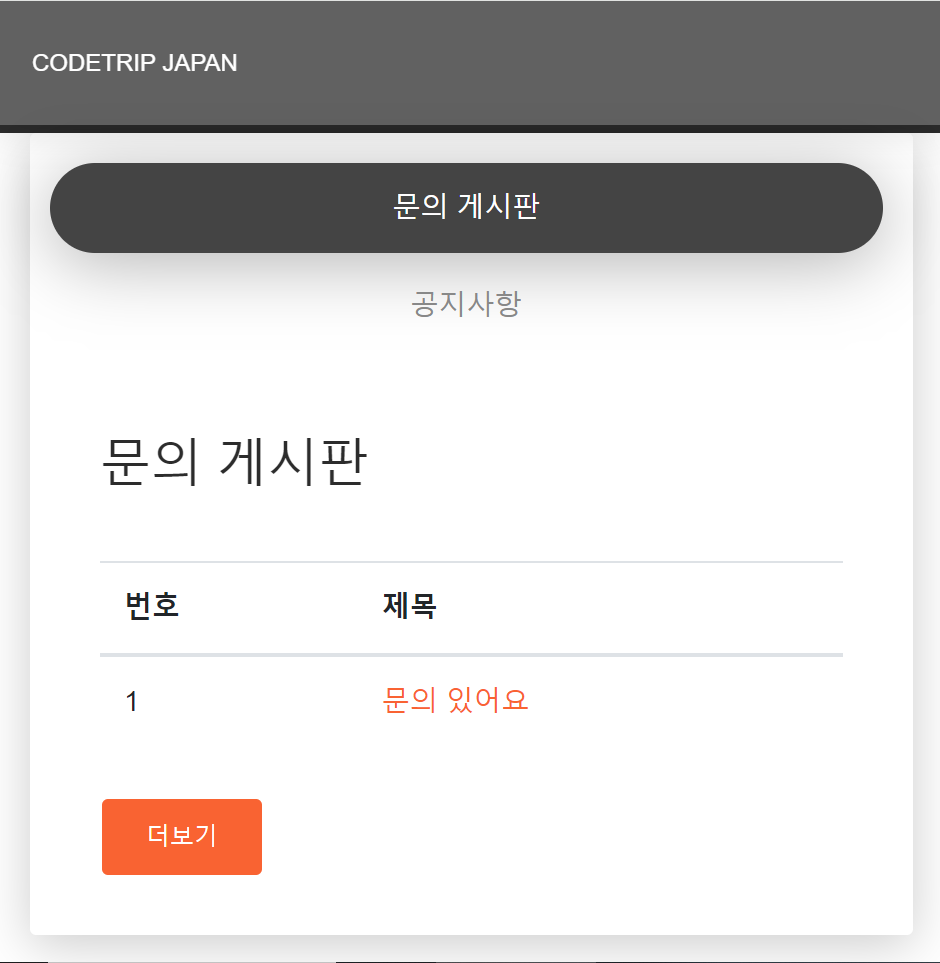 CODETRIP JAPAN
문의 게시판
공지사항
문의 게시판
번호 제목
1 문의 있어요
더보기